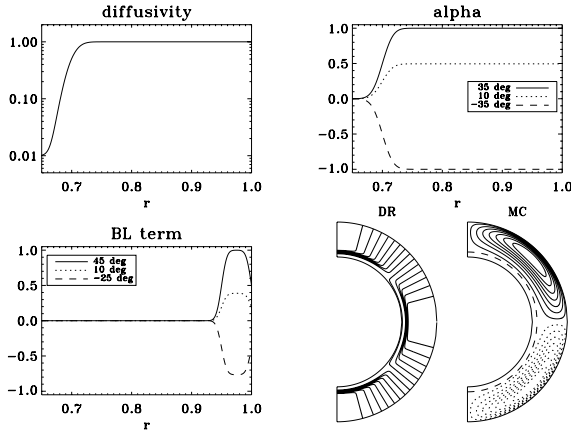 diffusivity
1.00
0.10
0.01
0.7 0.8 0.9 1.0
r
alpha
1.0
0.5
0.0
−0.5
−1.0
35 deg
10 deg
−35 deg
0.7 0.8 0.9 1.0
r
BL term
1.0
0.5
0.0
−0.5
−1.0
45 deg
10 deg
−25 deg
0.7 0.8 0.9 1.0
r
DR
MC